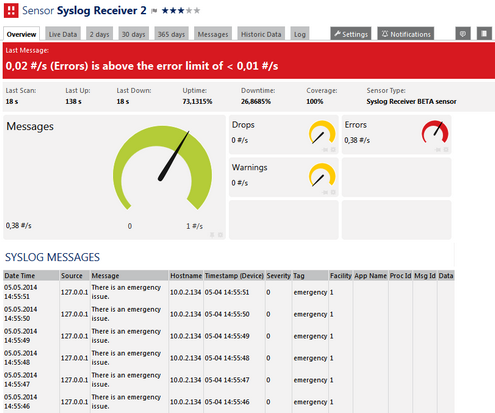 Sensor Syslog Receiver 2
Overview Live Data 2 days 30 days 365 days Messages Historic Data Log Settings Notifications
Last Message:
0,02 #/s (Errors) is above the error limit of < 0,01 #/s
Last Scan: Last Up: Last Down: Uptime: Downtime: Coverage: Sensor Type:
18 s 138 s 18 s 73,1315% 26,8685% 100% Syslog Receiver BETA sensor
Messages
0,38 #/s
0 1 #/s
Drops
0 #/s
Errors
0,38 #/s
Warnings
0 #/s
SYSLOG MESSAGES
Date Time Source Message Hostname Timestamp (Device) Severity Tag Facility App Name Proc Id Msg Id Data
05.05.2014 There is an emergency
14:55:51 127.0.0.1 issue. 10.0.2.134 05-04 14:55:51 0 emergency 1
05.05.2014 There is an emergency
14:55:50 127.0.0.1 issue. 10.0.2.134 05-04 14:55:50 0 emergency 1
05.05.2014 There is an emergency
14:55:49 127.0.0.1 issue. 10.0.2.134 05-04 14:55:49 0 emergency 1
05.05.2014 There is an emergency
14:55:48 127.0.0.1 issue. 10.0.2.134 05-04 14:55:48 0 emergency 1
05.05.2014 There is an emergency
14:55:47 127.0.0.1 issue. 10.0.2.134 05-04 14:55:47 0 emergency 1
05.05.2014 There is an emergency
14:55:46 127.0.0.1 issue. 10.0.2.134 05-04 14:55:46 0 emergency 1